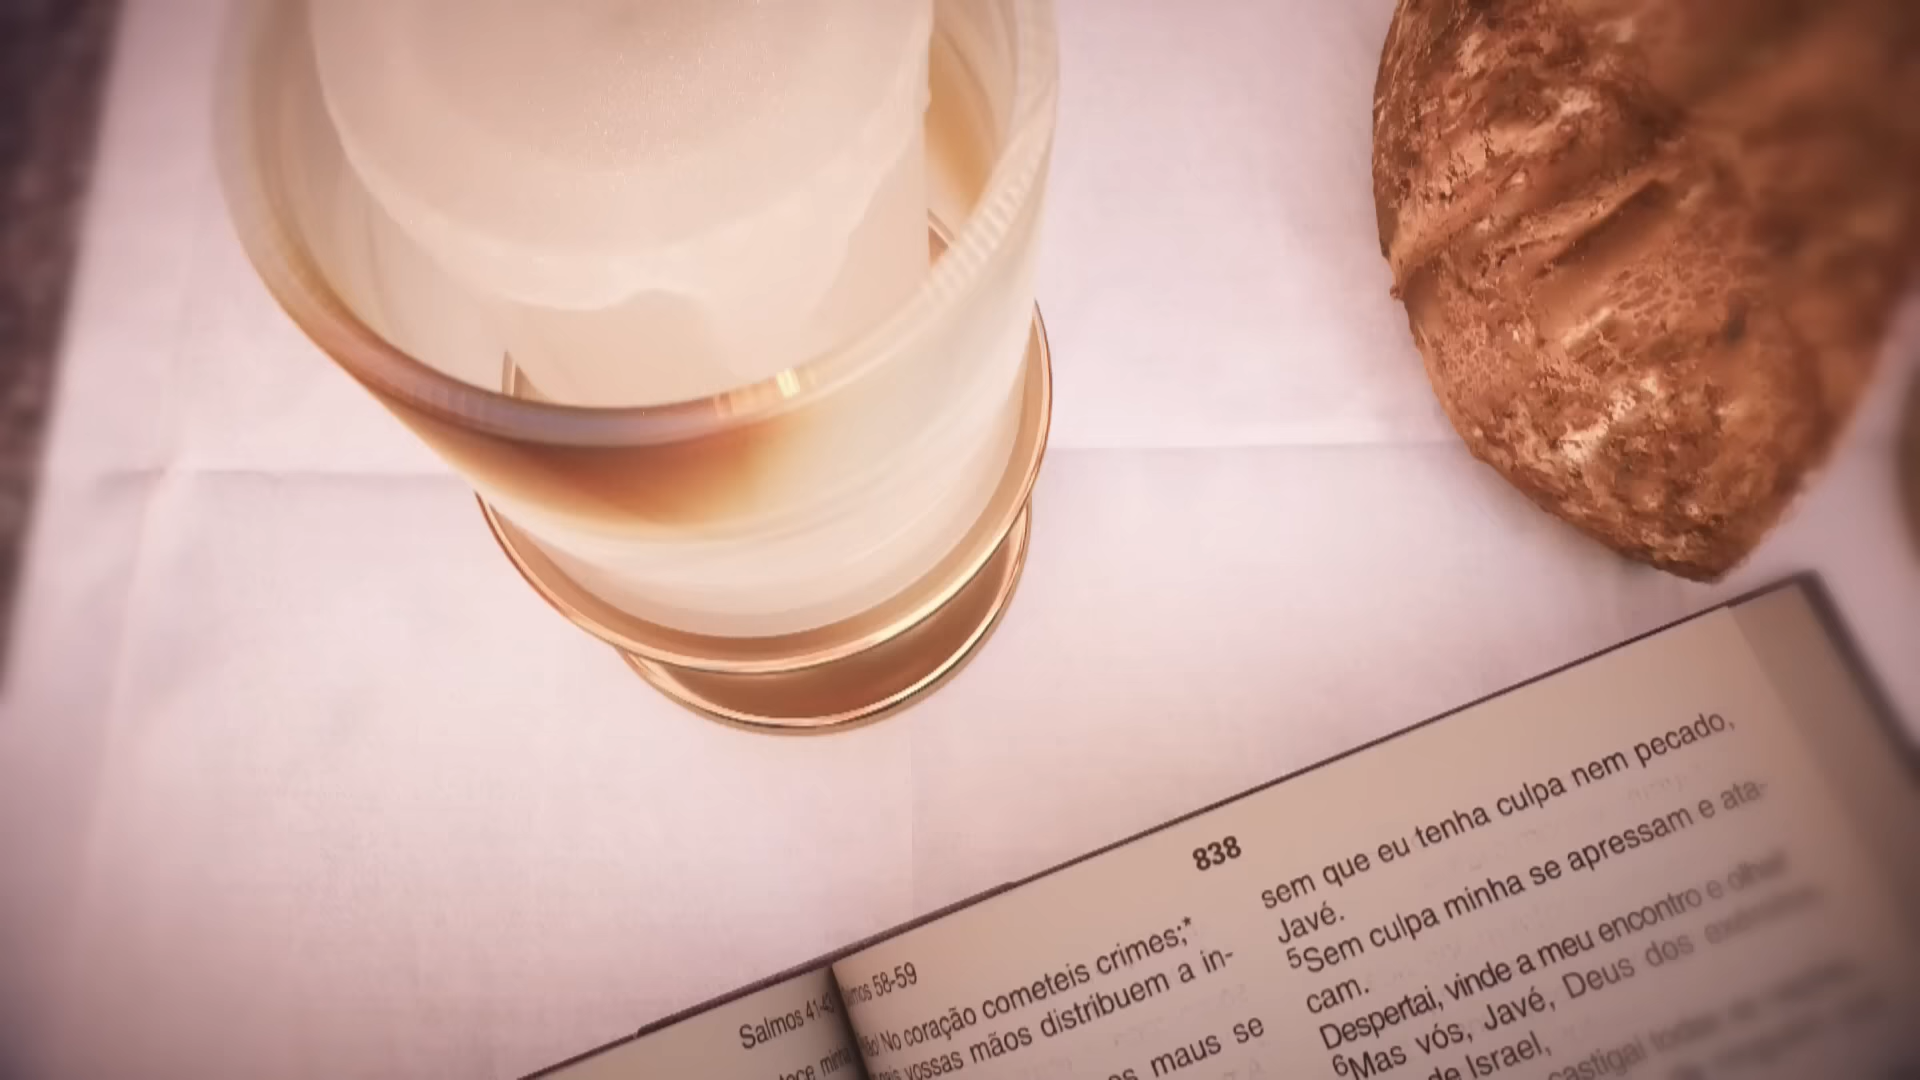 Salmos 41-4
58-59
838
No coração cometeis crimes;*
vossas mãos distribuem a in-
maus se
sem que eu tenha culpa nem pecado,
Javé.
5Sem culpa minha se apressam e ata-
cam.
Despertai, vinde a meu encontro e olhai
6Mas vós, Javé, Deus dos
de Israel,
castigai